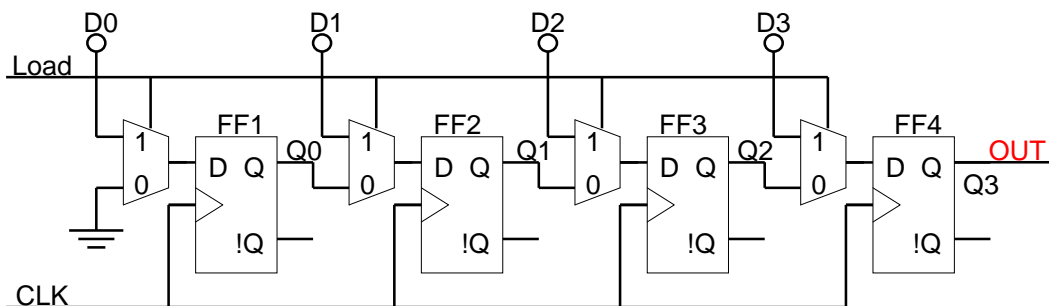 D0 D1 D2 D3
Load
FF1 FF2 FF3 FF4
1 1 1 1
Q0 Q1 Q2 OUT
D Q D Q D Q D Q
0 0 0 0
Q3
!Q !Q !Q !Q
CLK